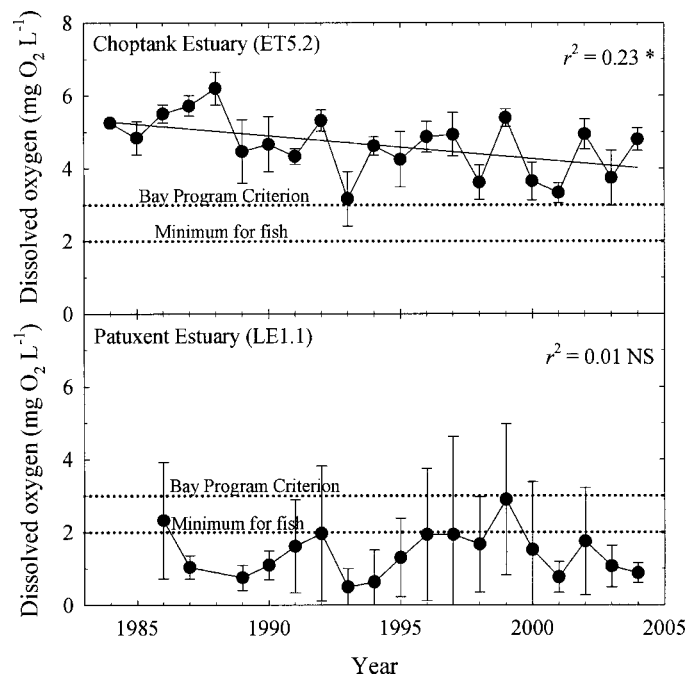 8
Choptank Estuary (ET5.2)
r² = 0.23 *
6
4
Bay Program Criterion
2
Minimum for fish
Dissolved oxygen (mg O₂ L⁻¹)
Patuxent Estuary (LE1.1)
r² = 0.01 NS
6
4
Bay Program Criterion
2
Minimum for fish
0
Dissolved oxygen (mg O₂ L⁻¹)
1985 1990 1995 2000 2005
Year